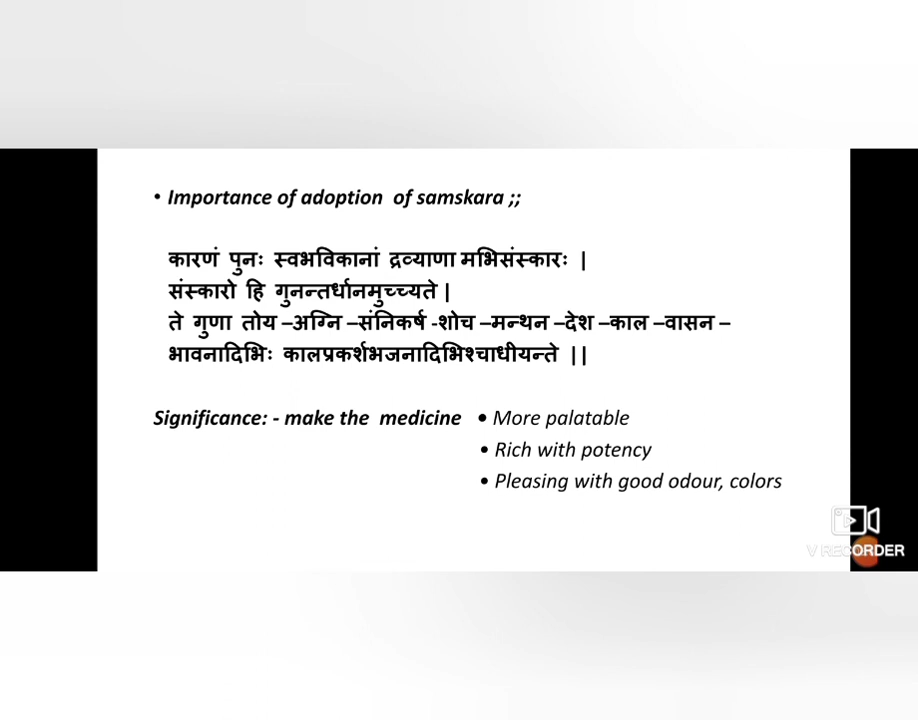 • Importance of adoption of samskara ;;
कारणं पुनः स्वभविकानां द्रव्याणा मभिसंस्कारः |
संस्कारो हि गुनन्तर्धानमुच्च्यते |
ते गुणा तोय –अग्नि –संनिकर्ष -शोच –मन्थन –देश –काल –वासन –
भावनादिभिः कालप्रकर्शभजनादिभिश्चाधीयन्ते ||
Significance: - make the medicine • More palatable
• Rich with potency
• Pleasing with good odour, colors
V RECORDER